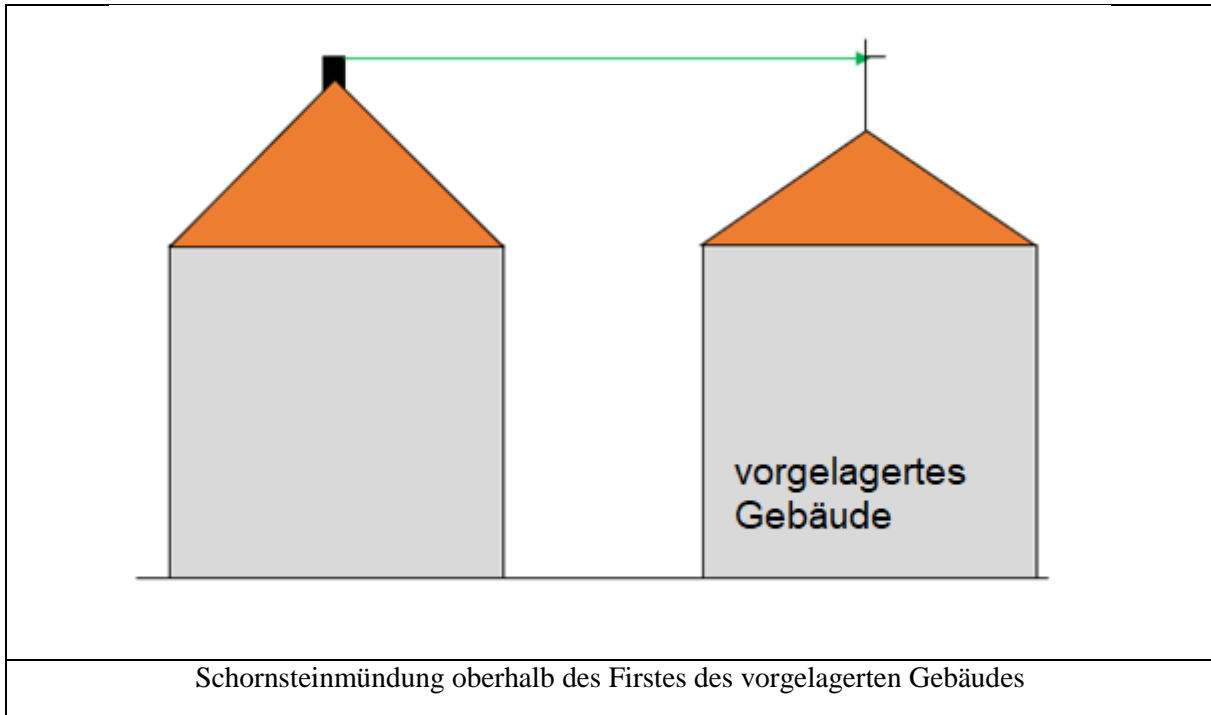 vorgelagertes
Gebäude
Schornsteinmündung oberhalb des Firstes des vorgelagerten Gebäudes